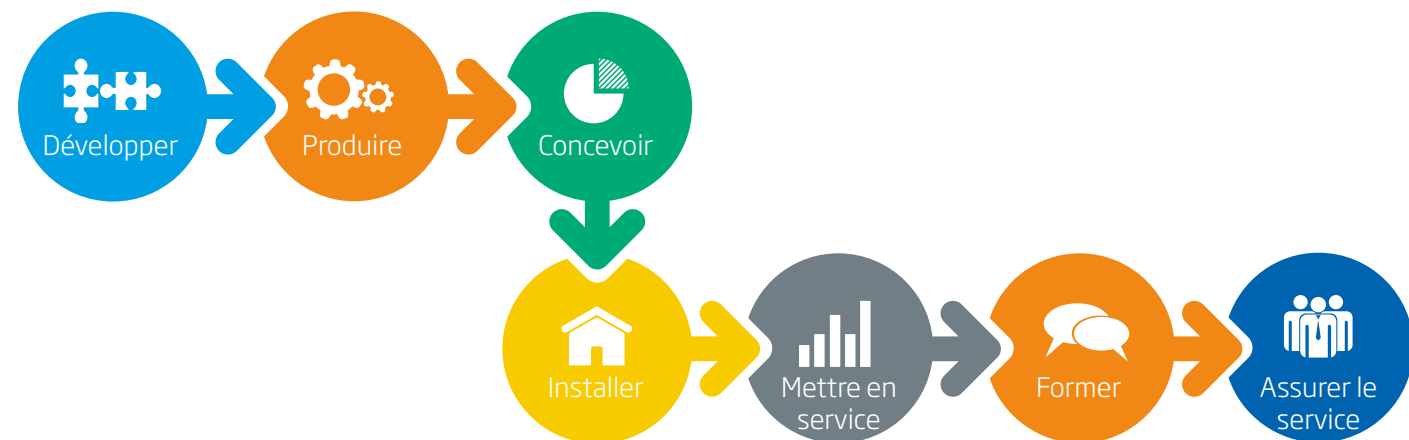 Développer
Produire
Concevoir
Installer
Mettre en
service
Former
Assurer le
service